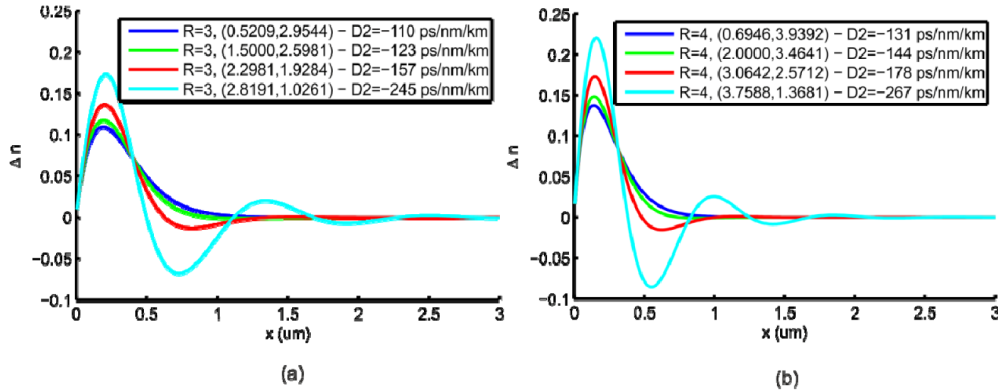 R=3, (0.5209,2.9544) − D2=−110 ps/nm/km
R=3, (1.5000,2.5981) − D2=−123 ps/nm/km
R=3, (2.2981,1.9284) − D2=−157 ps/nm/km
R=3, (2.8191,1.0261) − D2=−245 ps/nm/km
0.25
0.2
0.15
0.1
0.05
0
−0.05
−0.1
Δ n
0 0.5 1 1.5 2 2.5 3
x (um)
(a)
R=4, (0.6946,3.9392) − D2=−131 ps/nm/km
R=4, (2.0000,3.4641) − D2=−144 ps/nm/km
R=4, (3.0642,2.5712) − D2=−178 ps/nm/km
R=4, (3.7588,1.3681) − D2=−267 ps/nm/km
0.25
0.2
0.15
0.1
0.05
0
−0.05
−0.1
Δ n
0 0.5 1 1.5 2 2.5 3
x (um)
(b)